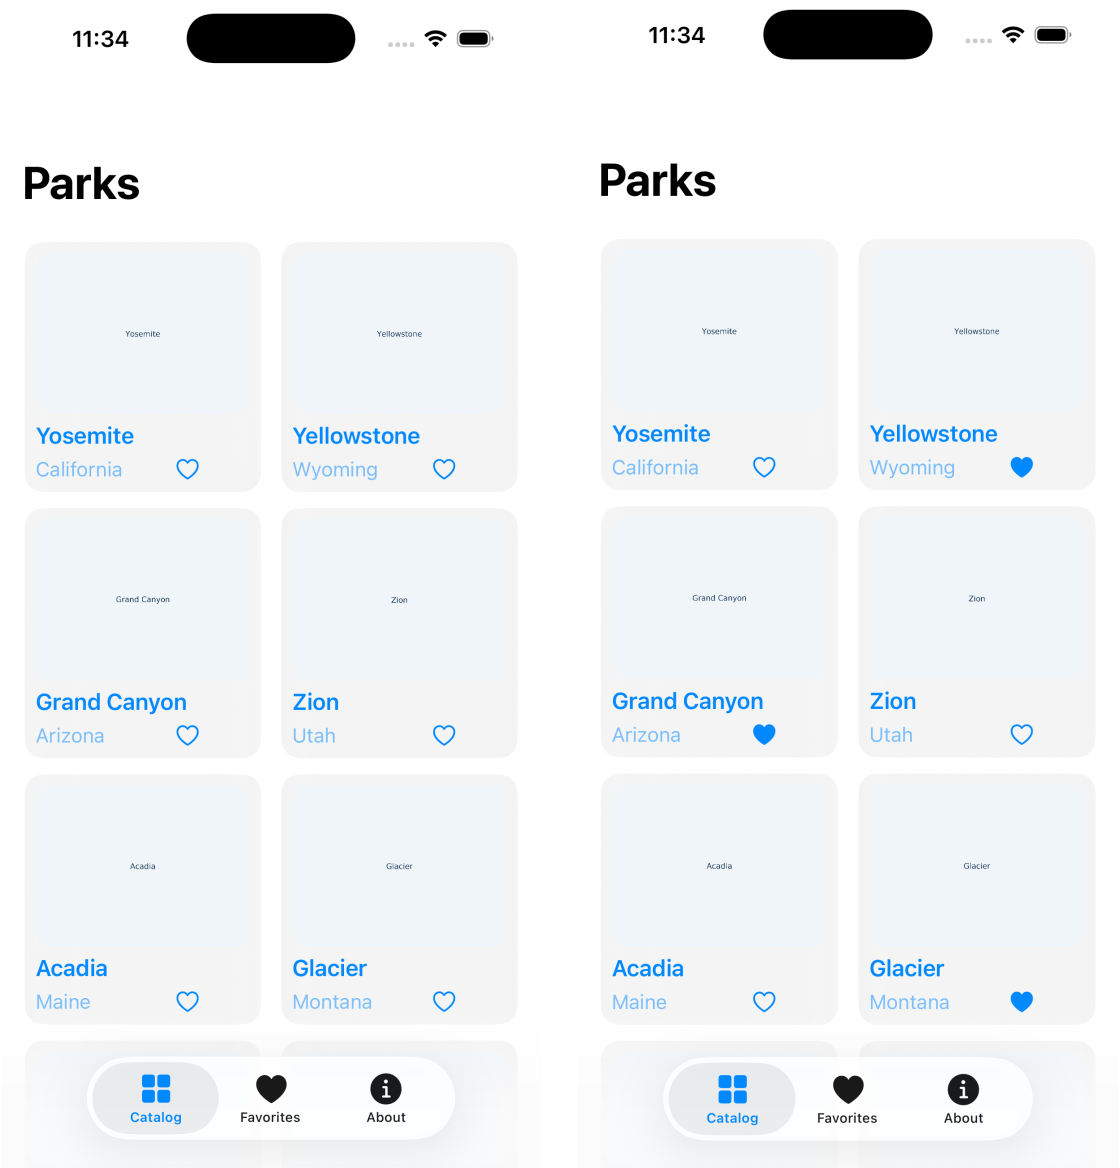 11:34
Parks
Yosemite
Yellowstone
Yosemite
Yellowstone
California
Wyoming
Grand Canyon
Zion
Grand Canyon
Zion
Arizona
Utah
Acadia
Glacier
Acadia
Glacier
Maine
Montana
Catalog
Favorites
About
11:34
Parks
Yosemite
Yellowstone
Yosemite
Yellowstone
California
Wyoming
Grand Canyon
Zion
Grand Canyon
Zion
Arizona
Utah
Acadia
Glacier
Acadia
Glacier
Maine
Montana
Catalog
Favorites
About